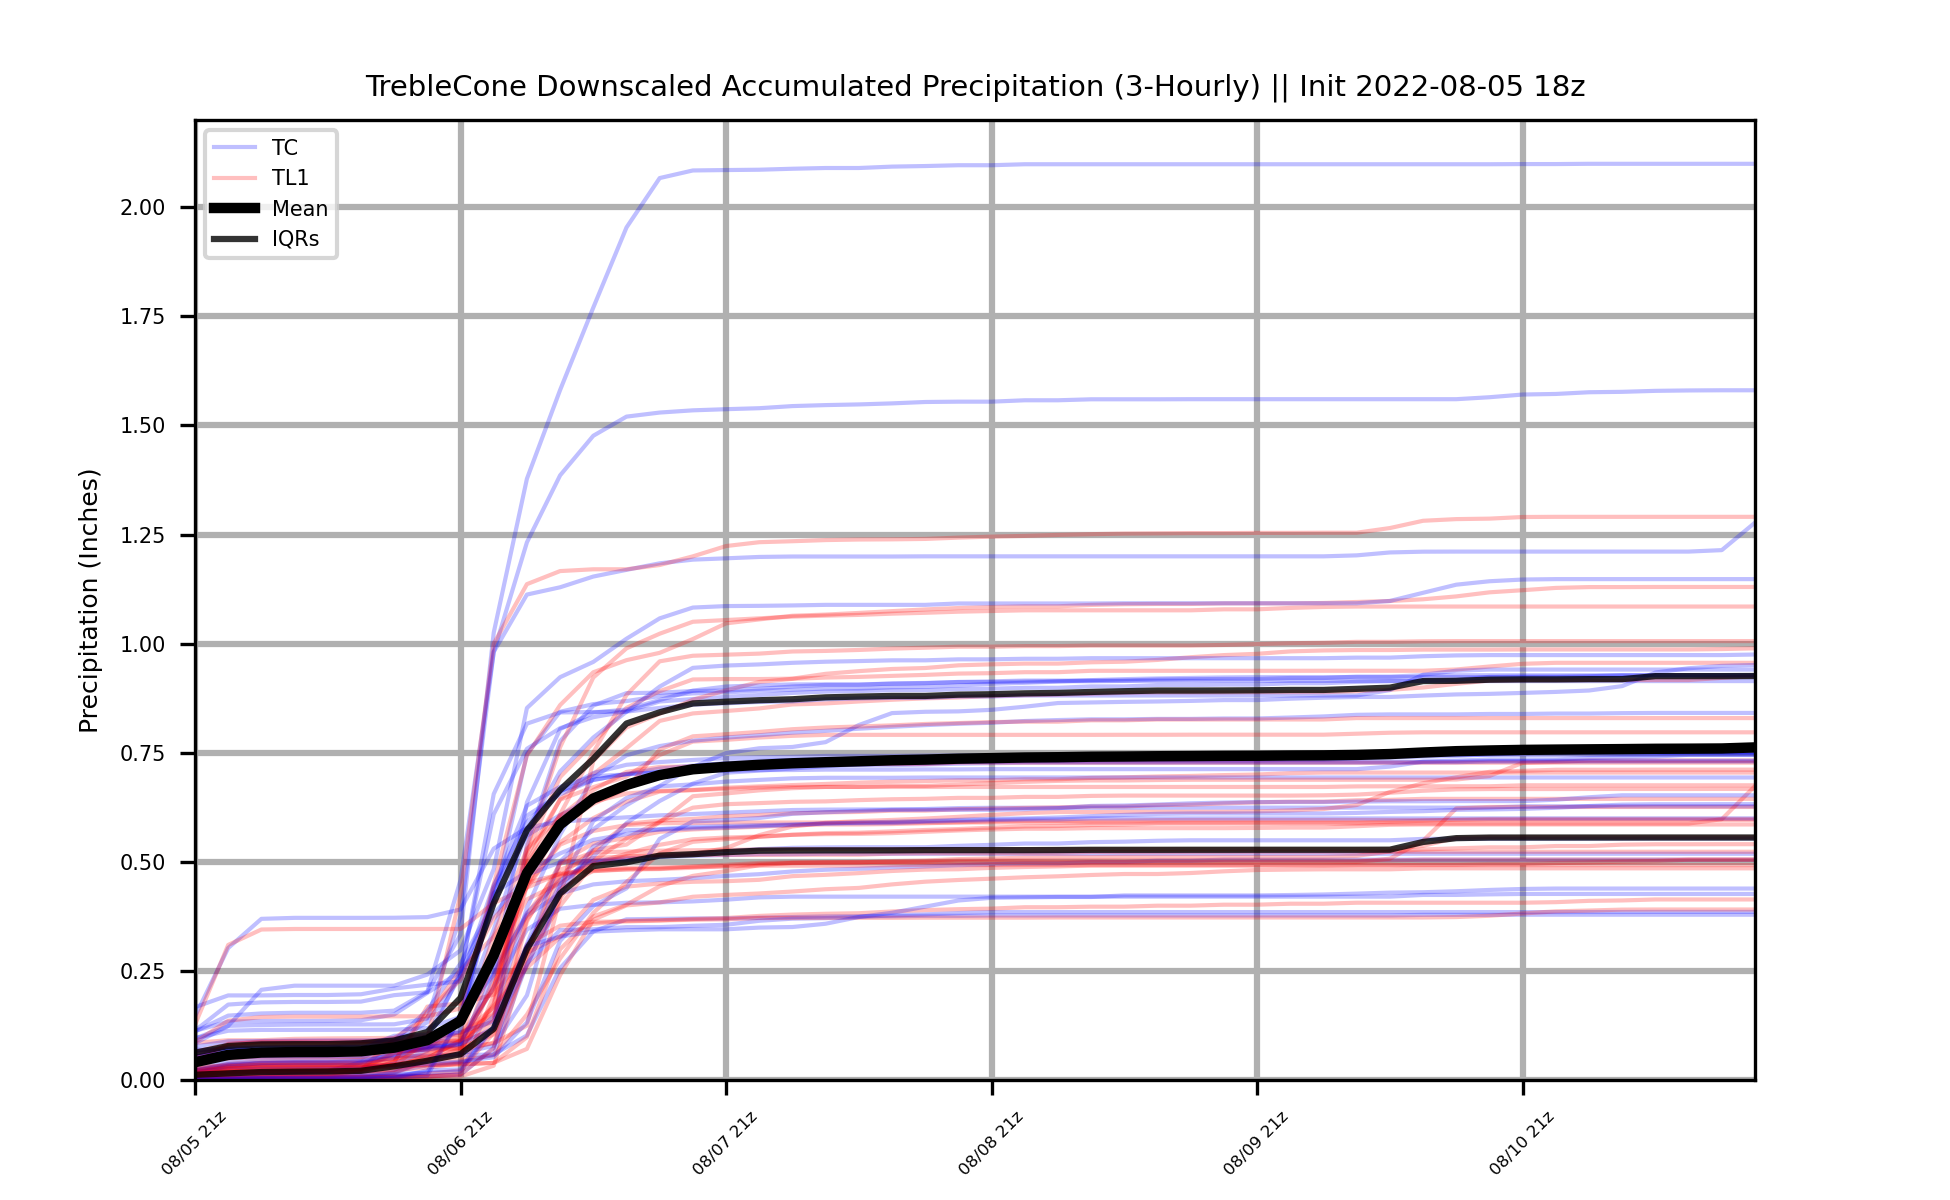 TrebleCone Downscaled Accumulated Precipitation (3-Hourly) || Init 2022-08-05 18z
TC
TL1
Mean
IQRs
Precipitation (Inches)
2.00
1.75
1.50
1.25
1.00
0.75
0.50
0.25
0.00
08/05 21z
08/06 21z
08/07 21z
08/08 21z
08/09 21z
08/10 21z